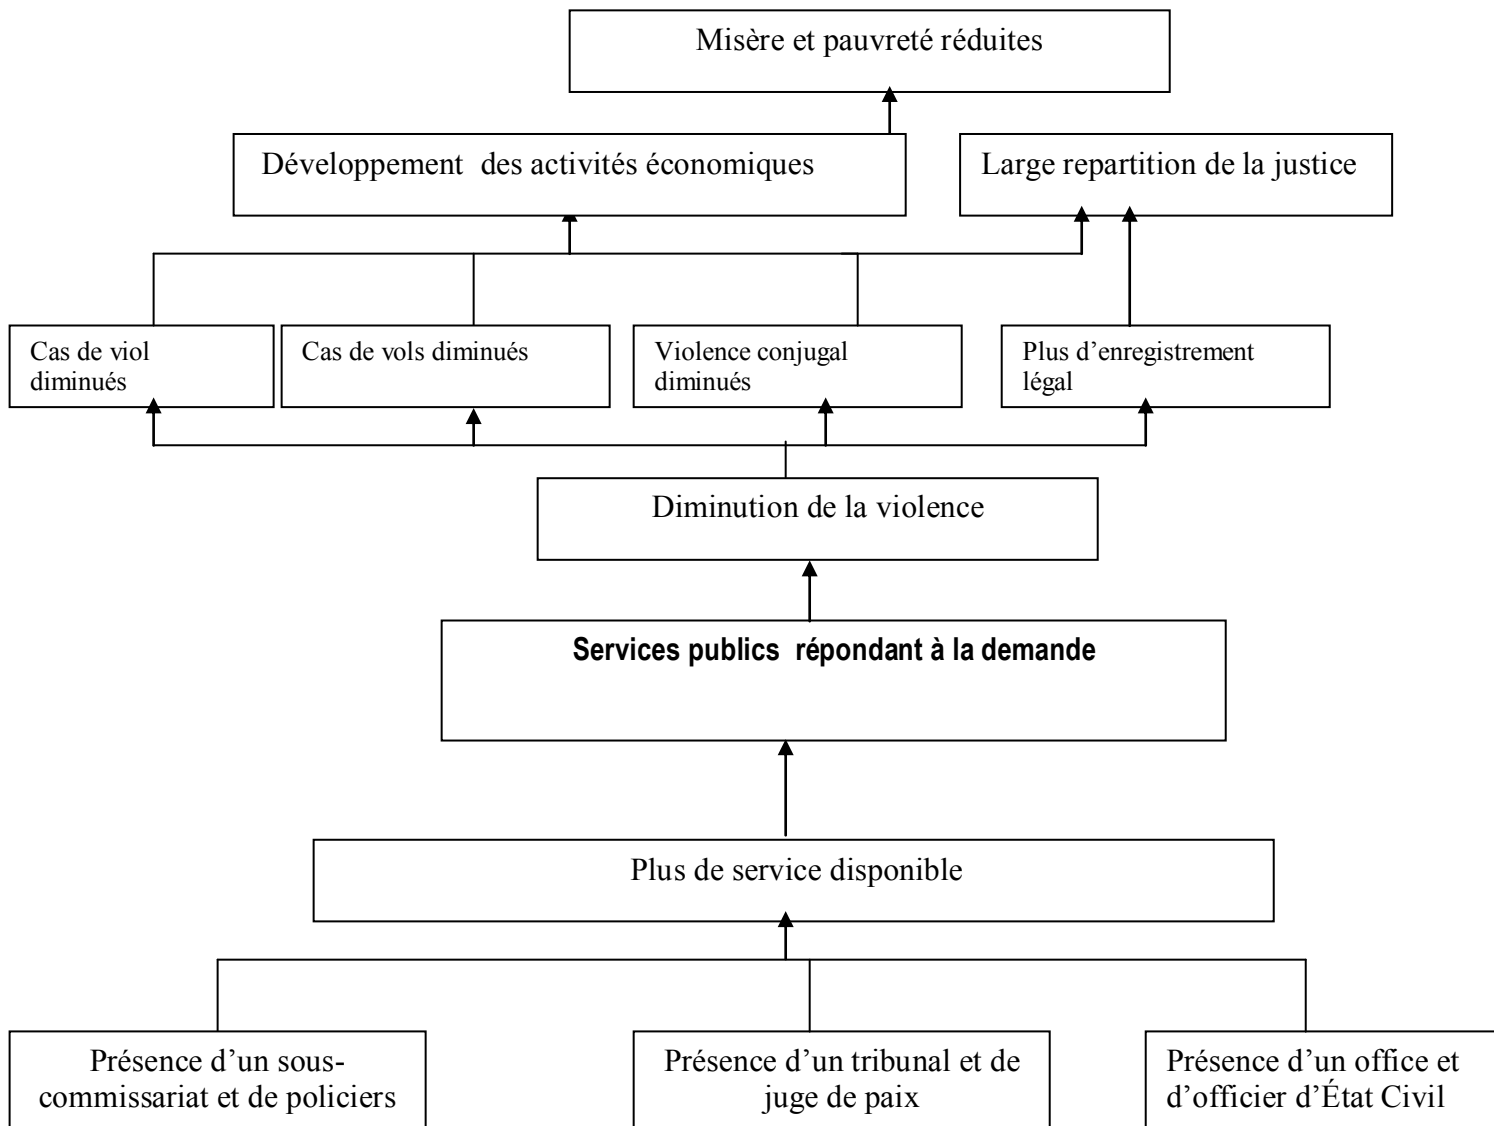 Misère et pauvreté réduites
Développement des activités économiques
Large repartition de la justice
Cas de viol
diminués
Cas de vols diminués
Violence conjugal
diminués
Plus d’enregistrement
légal
Diminution de la violence
Services publics répondant à la demande
Plus de service disponible
Présence d’un sous-
commissariat et de policiers
Présence d’un tribunal et de
juge de paix
Présence d’un office et
d’officier d’État Civil